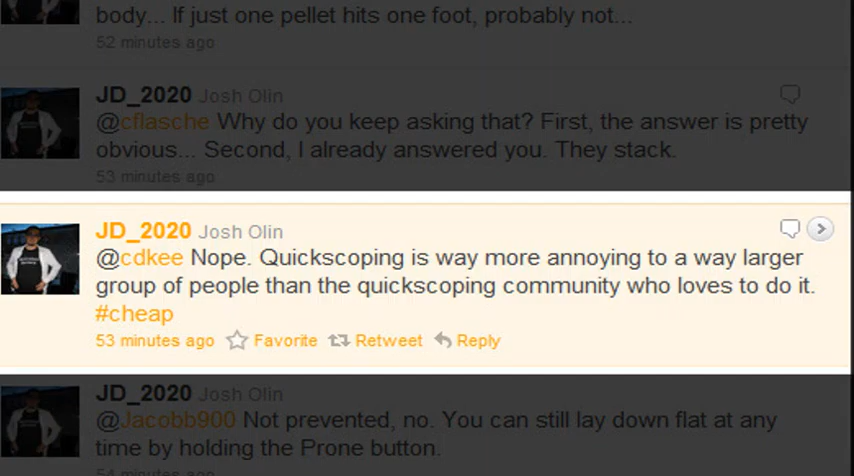 body... If just one pellet hits one foot, probably not...
52 minutes ago
JD_2020 Josh Olin
@cflasche Why do you keep asking that? First, the answer is pretty
obvious... Second, I already answered you. They stack.
53 minutes ago
JD_2020 Josh Olin
@cdkee Nope. Quickscoping is way more annoying to a way larger
group of people than the quickscoping community who loves to do it.
#cheap
53 minutes ago Favorite Retweet Reply
JD_2020 Josh Olin
@Jacobb900 Not prevented, no. You can still lay down flat at any
time by holding the Prone button.
54 minutes ago